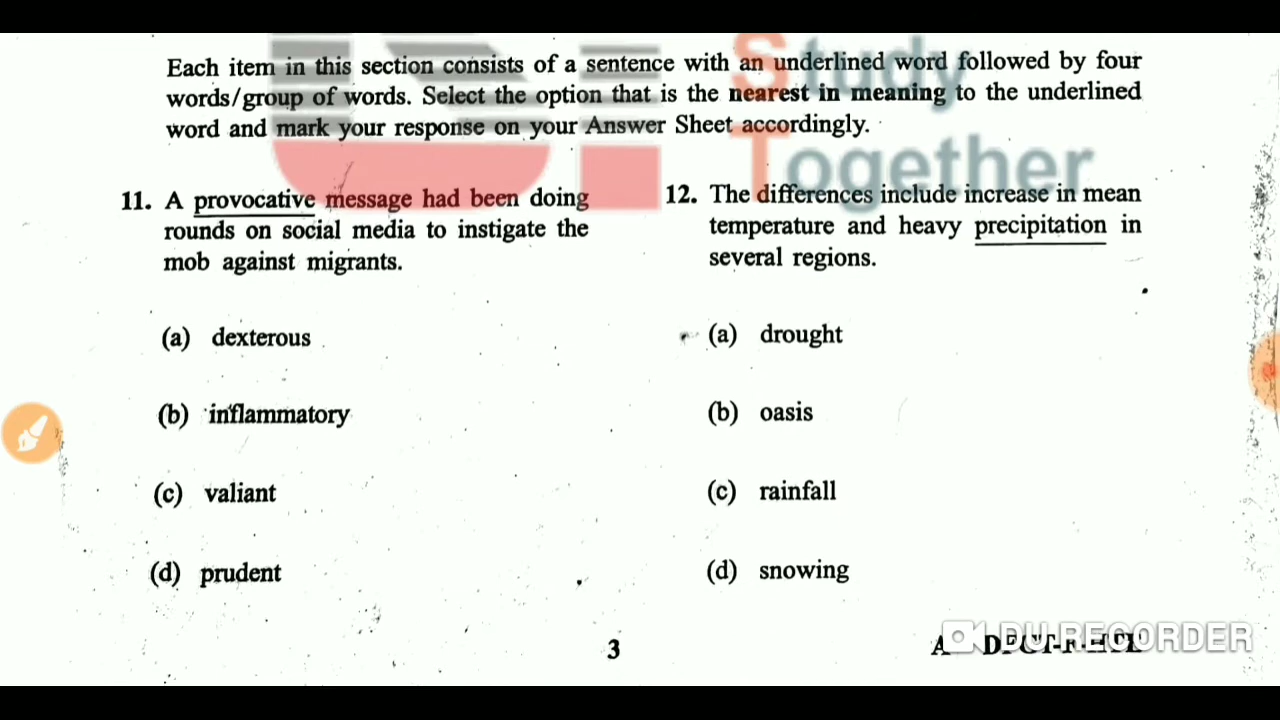 Study
Together
Each item in this section consists of a sentence with an underlined word followed by four
words/group of words. Select the option that is the nearest in meaning to the underlined
word and mark your response on your Answer Sheet accordingly.
11. A provocative message had been doing
rounds on social media to instigate the
mob against migrants.
(a) dexterous
(b) inflammatory
(c) valiant
(d) prudent
12. The differences include increase in mean
temperature and heavy precipitation in
several regions.
(a) drought
(b) oasis
(c) rainfall
(d) snowing
3
DU RECORDER